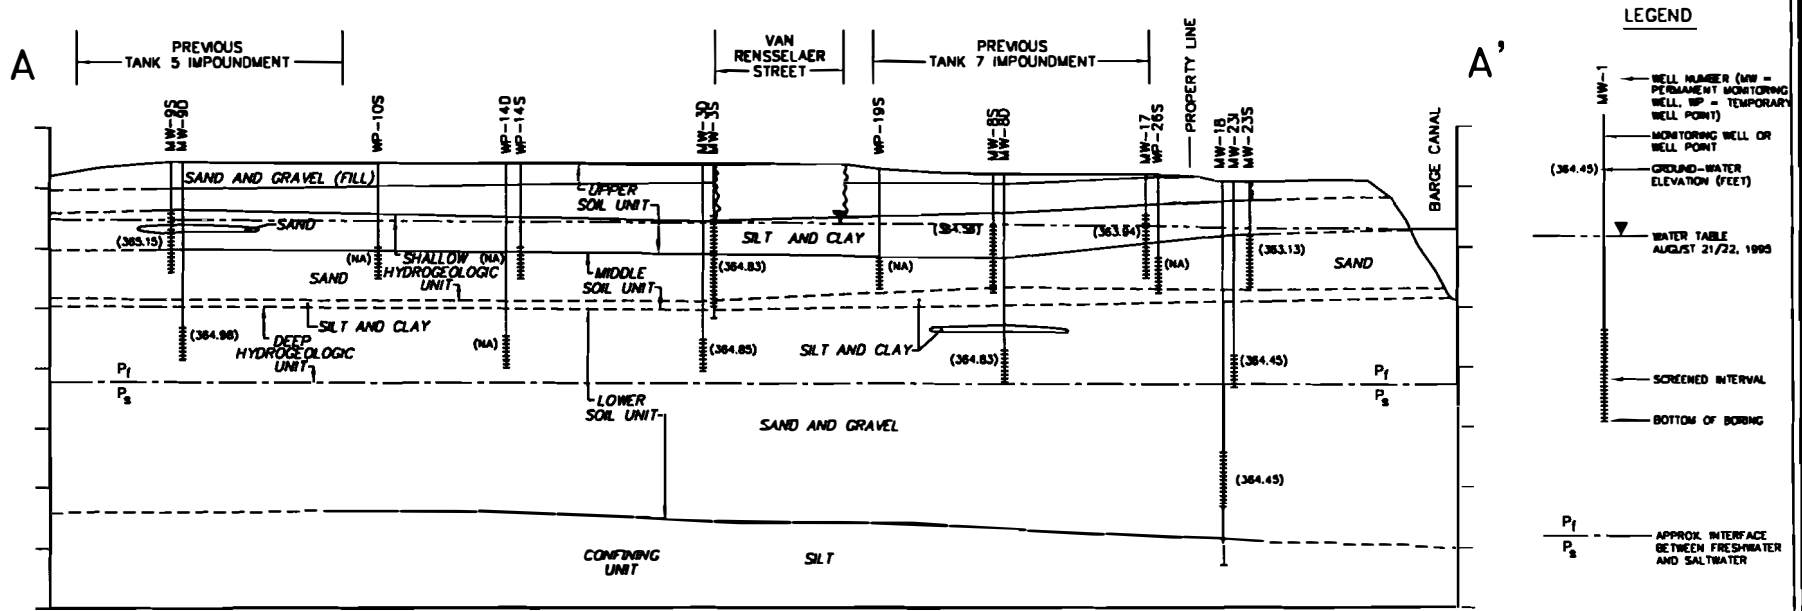 LEGEND
A
PREVIOUS
TANK 5 IMPOUNDMENT
VAN
RENSSELAER
STREET
PREVIOUS
TANK 7 IMPOUNDMENT
PROPERTY LINE
A'
MW-9S
MW-9D
WP-10S
WP-14D
WP-14S
MW-3D
MW-3S
WP-19S
MW-8S
MW-8D
MW-17
WP-26S
MW-18
MW-23I
MW-23S
BARGE CANAL
SAND AND GRAVEL (FILL)
UPPER
SOIL UNIT
SAND
SILT AND CLAY
(365.15)
(NA)
SHALLOW
HYDROGEOLOGIC
UNIT
(NA)
(364.83)
(NA)
(363.94)
(NA)
(363.13)
SAND
SAND
MIDDLE
SOIL UNIT
SILT AND CLAY
DEEP
HYDROGEOLOGIC
UNIT
(364.98)
(NA)
(364.85)
SILT AND CLAY
(364.83)
(364.45)
Pf
Ps
Pf
Ps
LOWER
SOIL UNIT
SAND AND GRAVEL
(364.45)
CONFINING
UNIT
SILT
MW-1
WELL NUMBER (MW =
PERMANENT MONITORING
WELL, WP = TEMPORARY
WELL POINT)
MONITORING WELL OR
WELL POINT
(364.45)
GROUND-WATER
ELEVATION (FEET)
WATER TABLE
AUGUST 21/22, 1995
SCREENED INTERVAL
BOTTOM OF BORING
Pf
Ps
APPROX. INTERFACE
BETWEEN FRESHWATER
AND SALTWATER